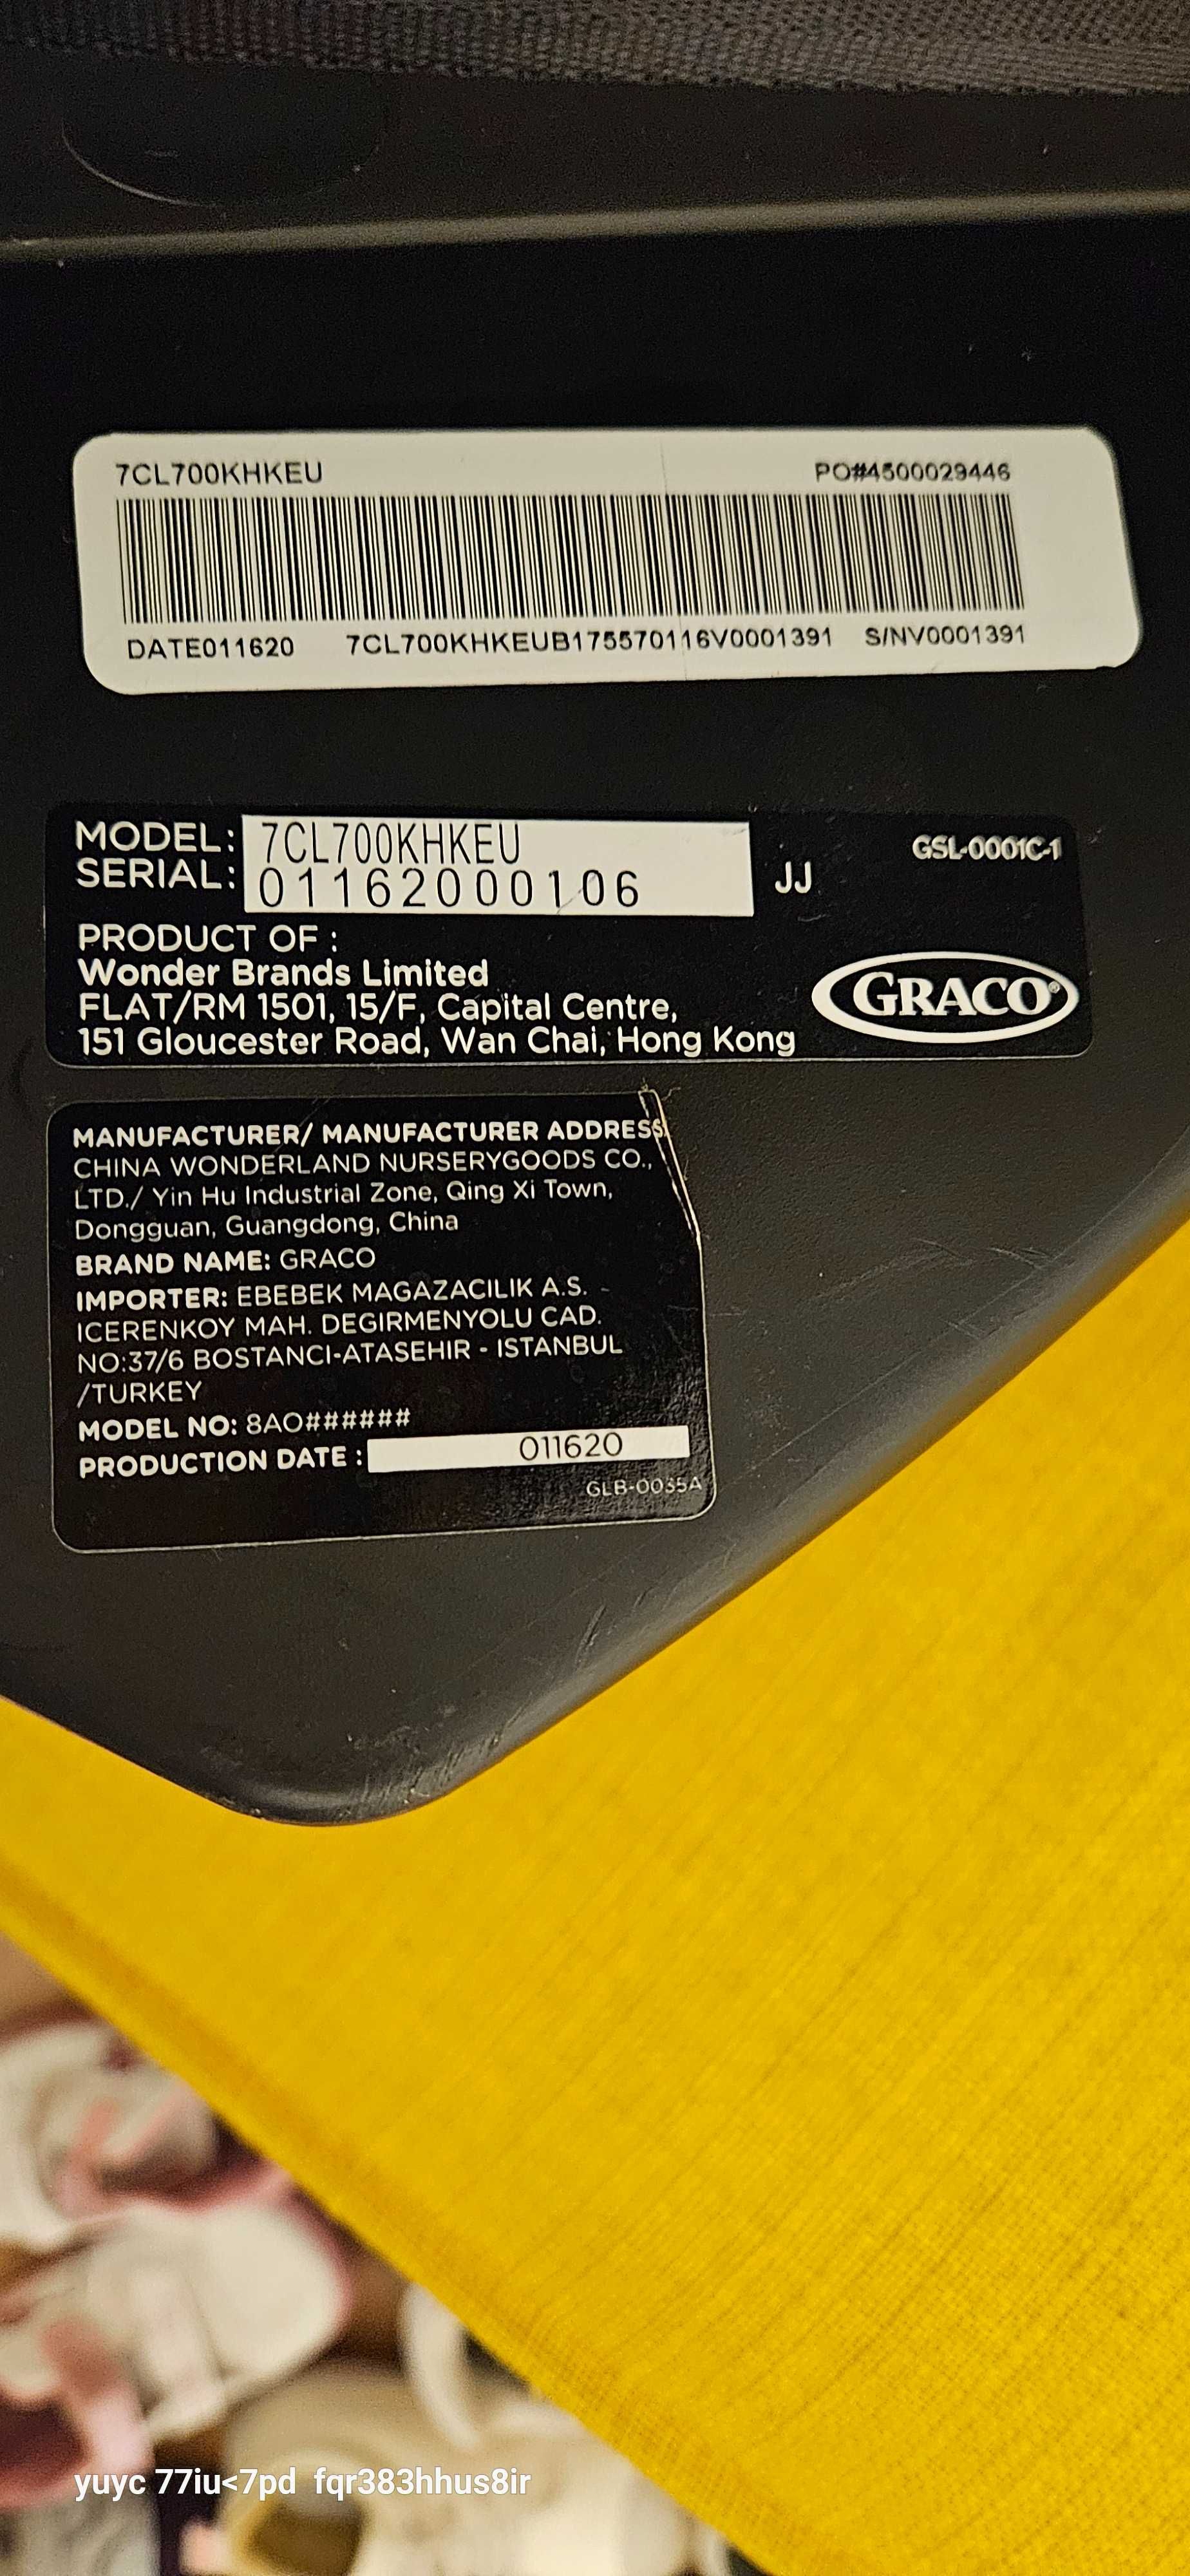 7CL700KHKEU PO#4500029446
DATE011620 7CL700KHKEUB175570116V0001391 S/NV0001391
MODEL: 7CL700KHKEU GSL-0001C-1
SERIAL: 011620000106 JJ
PRODUCT OF :
Wonder Brands Limited
FLAT/RM 1501, 15/F, Capital Centre,
151 Gloucester Road, Wan Chai, Hong Kong
GRACO®
MANUFACTURER/ MANUFACTURER ADDRESS:
CHINA WONDERLAND NURSERYGOODS CO.,
LTD./ Yin Hu Industrial Zone, Qing Xi Town,
Dongguan, Guangdong, China
BRAND NAME: GRACO
IMPORTER: EBEBEK MAGAZACILIK A.S.
ICERENKOY MAH. DEGIRMENYOLU CAD.
NO:37/6 BOSTANCI-ATASEHIR - ISTANBUL
/TURKEY
MODEL NO: 8AO######
PRODUCTION DATE : 011620
GLB-0035A
yuyc 77iu<7pd fqr383hhus8ir